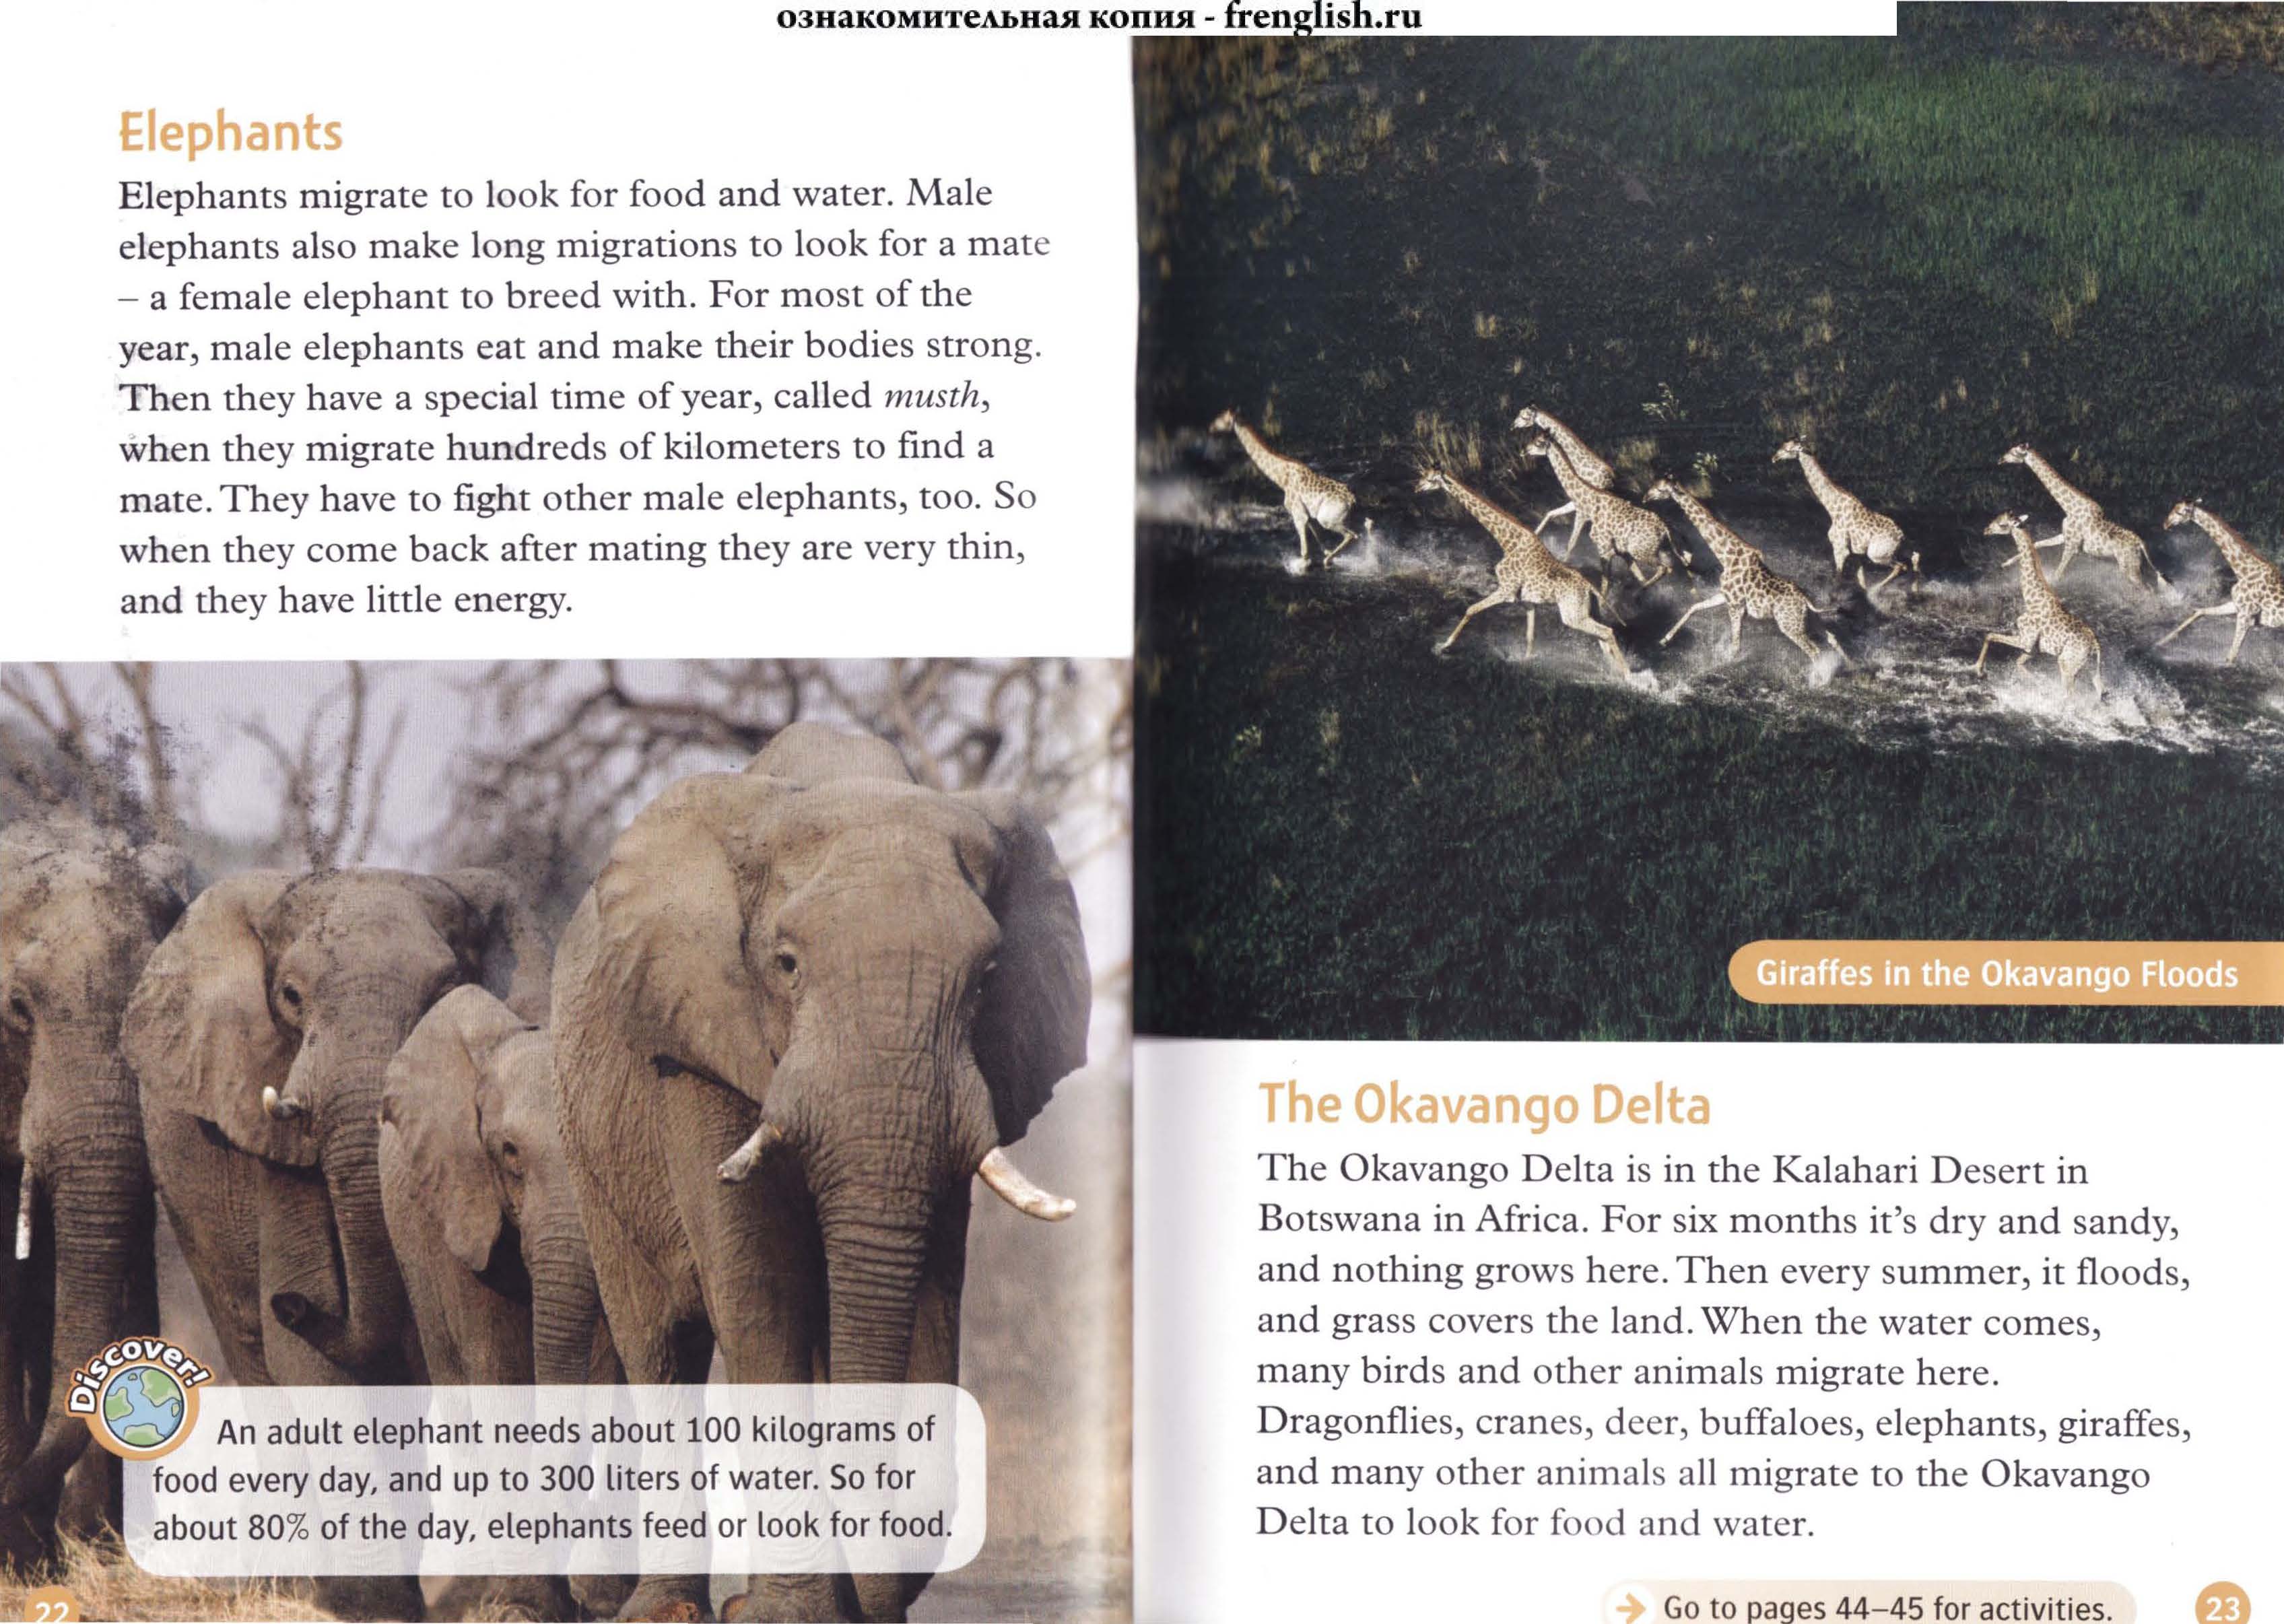 ознакомительная копия - frenglish.ru
Elephants
Elephants migrate to look for food and water. Male
elephants also make long migrations to look for a mate
– a female elephant to breed with. For most of the
year, male elephants eat and make their bodies strong.
Then they have a special time of year, called musth,
when they migrate hundreds of kilometers to find a
mate. They have to fight other male elephants, too. So
when they come back after mating they are very thin,
and they have little energy.
Discover!
An adult elephant needs about 100 kilograms of
food every day, and up to 300 liters of water. So for
about 80% of the day, elephants feed or look for food.
22
Giraffes in the Okavango Floods
The Okavango Delta
The Okavango Delta is in the Kalahari Desert in
Botswana in Africa. For six months it's dry and sandy,
and nothing grows here. Then every summer, it floods,
and grass covers the land. When the water comes,
many birds and other animals migrate here.
Dragonflies, cranes, deer, buffaloes, elephants, giraffes,
and many other animals all migrate to the Okavango
Delta to look for food and water.
Go to pages 44–45 for activities.
23